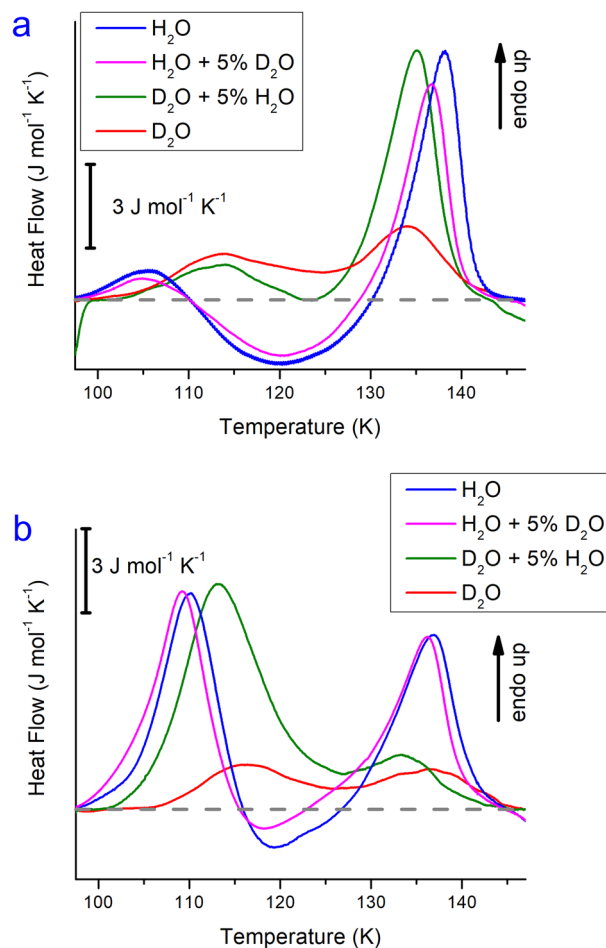 a
H₂O
H₂O + 5% D₂O
D₂O + 5% H₂O
D₂O
endo up
3 J mol⁻¹ K⁻¹
Heat Flow (J mol⁻¹ K⁻¹)
100 110 120 130 140
Temperature (K)
b
H₂O
H₂O + 5% D₂O
D₂O + 5% H₂O
D₂O
3 J mol⁻¹ K⁻¹
endo up
Heat Flow (J mol⁻¹ K⁻¹)
100 110 120 130 140
Temperature (K)